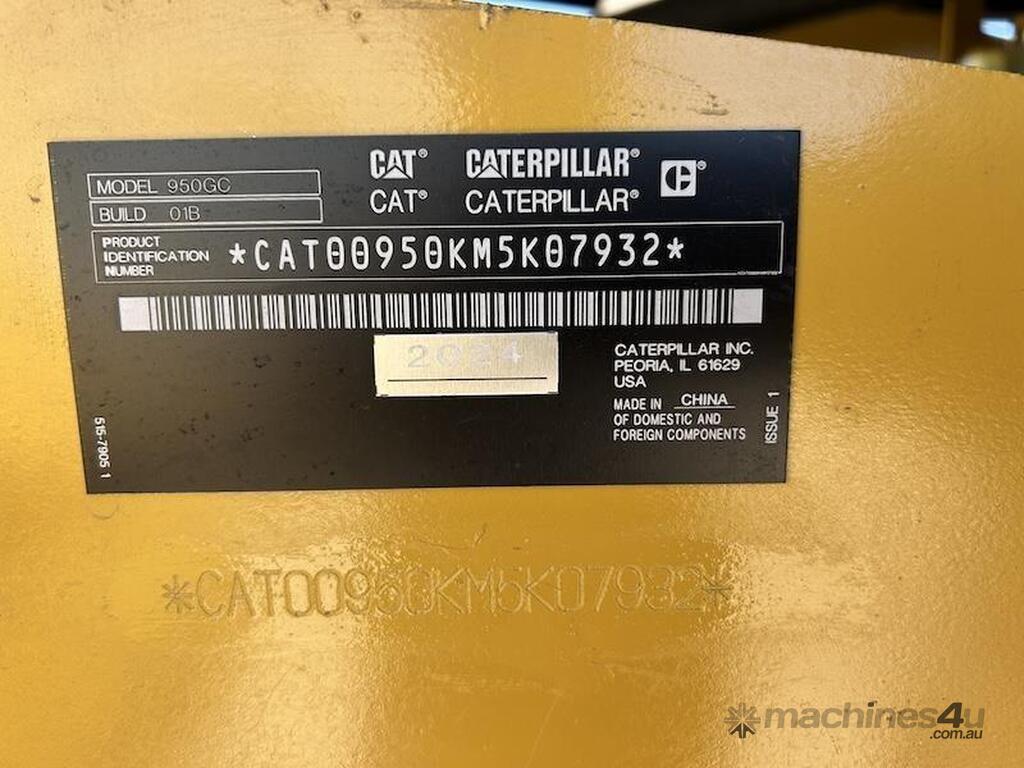 CAT® CATERPILLAR®
CAT® CATERPILLAR®
MODEL 950GC
BUILD 01B
PRODUCT
IDENTIFICATION
NUMBER
*CAT00950KM5K07932*
2024
CATERPILLAR INC.
PEORIA, IL 61629
USA
MADE IN CHINA
OF DOMESTIC AND
FOREIGN COMPONENTS
ISSUE 1
515-7905 1
*CAT00950KM5K07932*
machines4u
.com.au